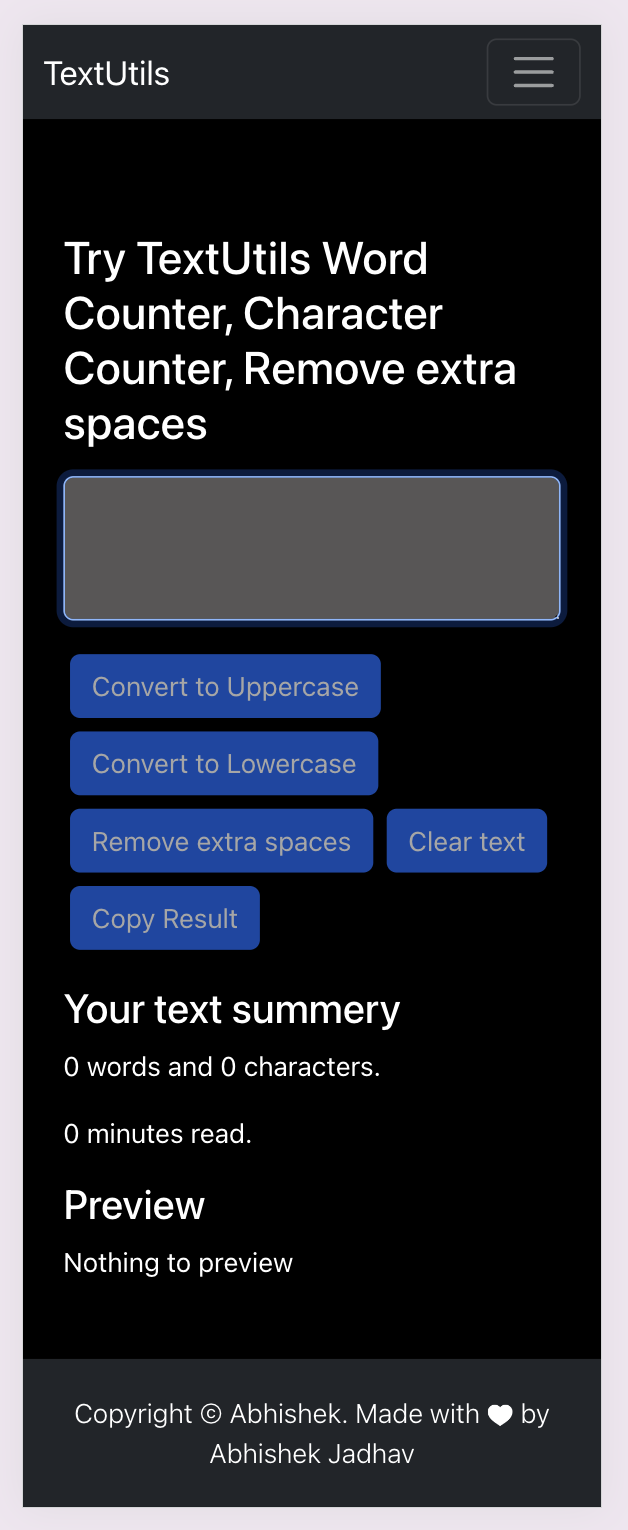 TextUtils
Try TextUtils Word
Counter, Character
Counter, Remove extra
spaces
Convert to Uppercase
Convert to Lowercase
Remove extra spaces Clear text
Copy Result
Your text summery
0 words and 0 characters.
0 minutes read.
Preview
Nothing to preview
Copyright © Abhishek. Made with ♥ by
Abhishek Jadhav